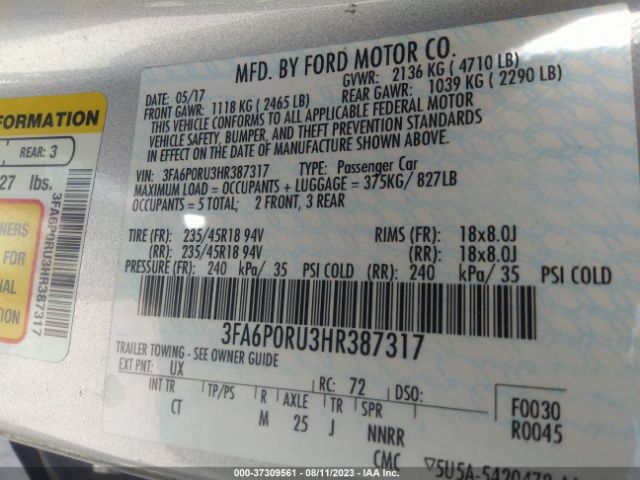 MFD. BY FORD MOTOR CO.
DATE: 05/17
GVWR: 2136 KG ( 4710 LB)
FRONT GAWR: 1118 KG ( 2465 LB)
REAR GAWR: 1039 KG ( 2290 LB)
THIS VEHICLE CONFORMS TO ALL APPLICABLE FEDERAL MOTOR
VEHICLE SAFETY, BUMPER, AND THEFT PREVENTION STANDARDS
IN EFFECT ON THE DATE OF MANUFACTURE SHOWN ABOVE.
VIN: 3FA6P0RU3HR387317 TYPE: Passenger Car
MAXIMUM LOAD = OCCUPANTS + LUGGAGE = 375KG/ 827LB
OCCUPANTS = 5 TOTAL; 2 FRONT, 3 REAR
TIRE (FR): 235/45R18 94V RIMS (FR): 18x8.0J
(RR): 235/45R18 94V (RR): 18x8.0J
PRESSURE (FR): 240 kPa/ 35 PSI COLD (RR): 240 kPa/ 35 PSI COLD
3FA6P0RU3HR387317
TRAILER TOWING - SEE OWNER GUIDE
EXT PNT: UX RC: 72 DSO:
INT TR TP/PS R AXLE TR SPR F0030
CT M 25 J NNRR R0045
CMC
FORMATION
REAR: 3
27 lbs.
FOR
3FA6P0RU3HR387317
COPART: - 37309561 - 08/11/2023 - IAA.